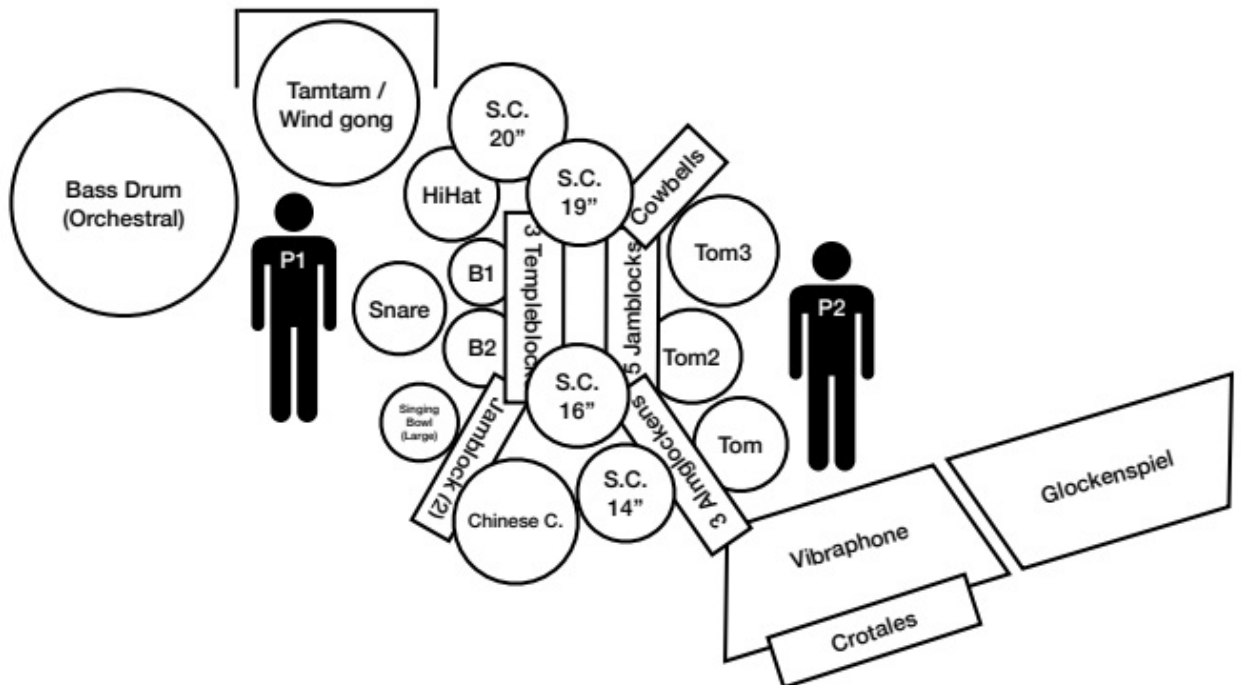 Tamtam /
Wind gong
S.C.
20”
Bass Drum
(Orchestral)
HiHat
S.C.
19”
Cowbells
P1
B1
3 Templeblock
5 Jamblocks
Tom3
P2
Snare
B2
S.C.
16”
Tom2
Singing
Bowl
(Large)
Jamblock (2)
3 Almglockens
Tom
Chinese C.
S.C.
14”
Vibraphone
Glockenspiel
Crotales